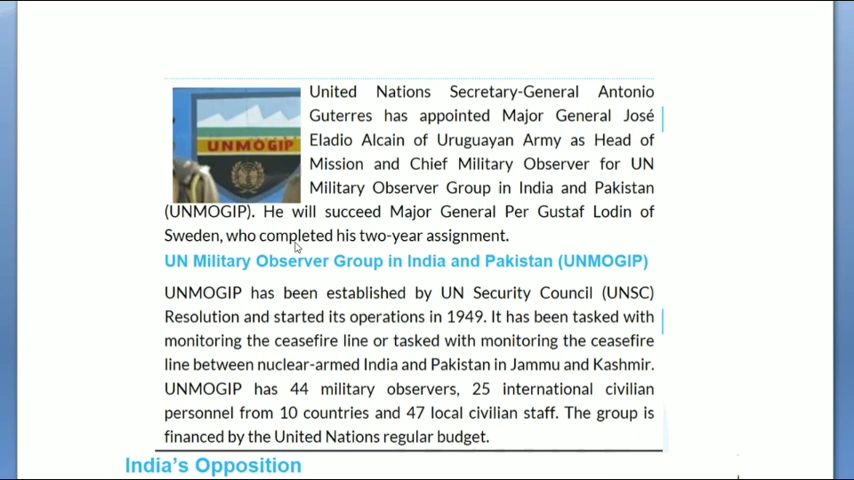 United Nations Secretary-General Antonio
Guterres has appointed Major General José
Eladio Alcain of Uruguayan Army as Head of
Mission and Chief Military Observer for UN
Military Observer Group in India and Pakistan
(UNMOGIP). He will succeed Major General Per Gustaf Lodin of
Sweden, who completed his two-year assignment.
UNMOGIP
UN Military Observer Group in India and Pakistan (UNMOGIP)
UNMOGIP has been established by UN Security Council (UNSC)
Resolution and started its operations in 1949. It has been tasked with
monitoring the ceasefire line or tasked with monitoring the ceasefire
line between nuclear-armed India and Pakistan in Jammu and Kashmir.
UNMOGIP has 44 military observers, 25 international civilian
personnel from 10 countries and 47 local civilian staff. The group is
financed by the United Nations regular budget.
India's Opposition